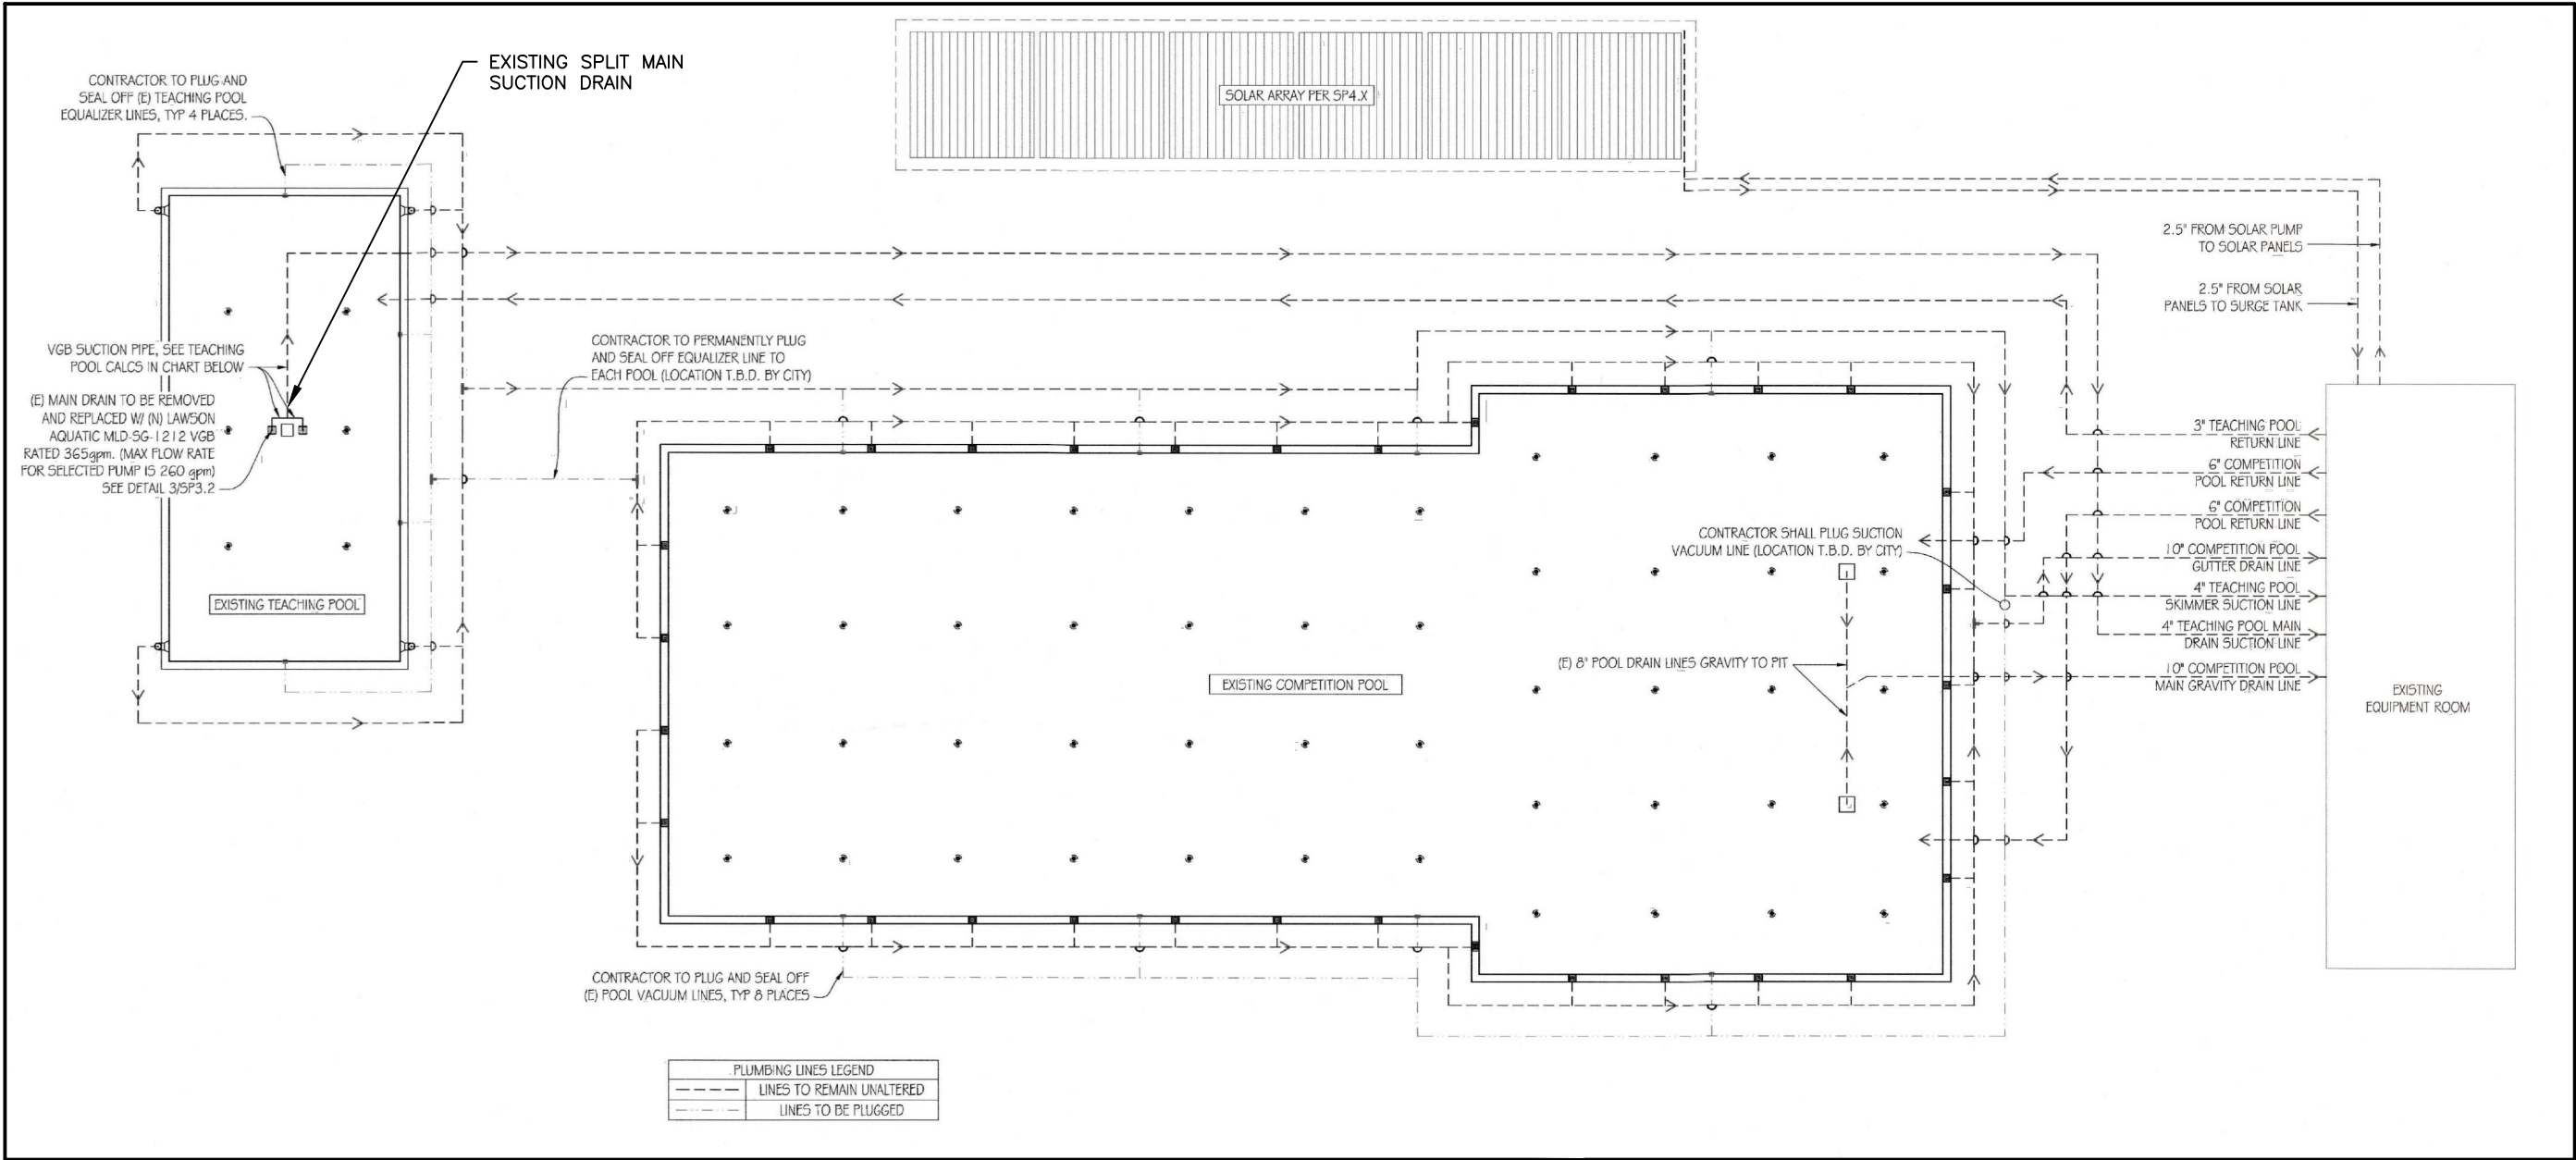 EXISTING SPLIT MAIN
SUCTION DRAIN
CONTRACTOR TO PLUG AND
SEAL OFF (E) TEACHING POOL
EQUALIZER LINES, TYP 4 PLACES.
SOLAR ARRAY PER SP4.X
2.5" FROM SOLAR PUMP
TO SOLAR PANELS
2.5" FROM SOLAR
PANELS TO SURGE TANK
VGB SUCTION PIPE, SEE TEACHING
POOL CALCS IN CHART BELOW
(E) MAIN DRAIN TO BE REMOVED
AND REPLACED W/ (N) LAWSON
AQUATIC MLD-SG-1212 VGB
RATED 365gpm. (MAX FLOW RATE
FOR SELECTED PUMP IS 260 gpm)
SEE DETAIL 3/SP3.2
CONTRACTOR TO PERMANENTLY PLUG
AND SEAL OFF EQUALIZER LINE TO
EACH POOL (LOCATION T.B.D. BY CITY)
EXISTING TEACHING POOL
CONTRACTOR SHALL PLUG SUCTION
VACUUM LINE (LOCATION T.B.D. BY CITY)
(E) 8" POOL DRAIN LINES GRAVITY TO PIT
EXISTING COMPETITION POOL
3" TEACHING POOL
RETURN LINE
6" COMPETITION
POOL RETURN LINE
6" COMPETITION
POOL RETURN LINE
10" COMPETITION POOL
GUTTER DRAIN LINE
4" TEACHING POOL
SKIMMER SUCTION LINE
4" TEACHING POOL MAIN
DRAIN SUCTION LINE
10" COMPETITION POOL
MAIN GRAVITY DRAIN LINE
EXISTING
EQUIPMENT ROOM
CONTRACTOR TO PLUG AND SEAL OFF
(E) POOL VACUUM LINES, TYP 8 PLACES
PLUMBING LINES LEGEND
LINES TO REMAIN UNALTERED
LINES TO BE PLUGGED